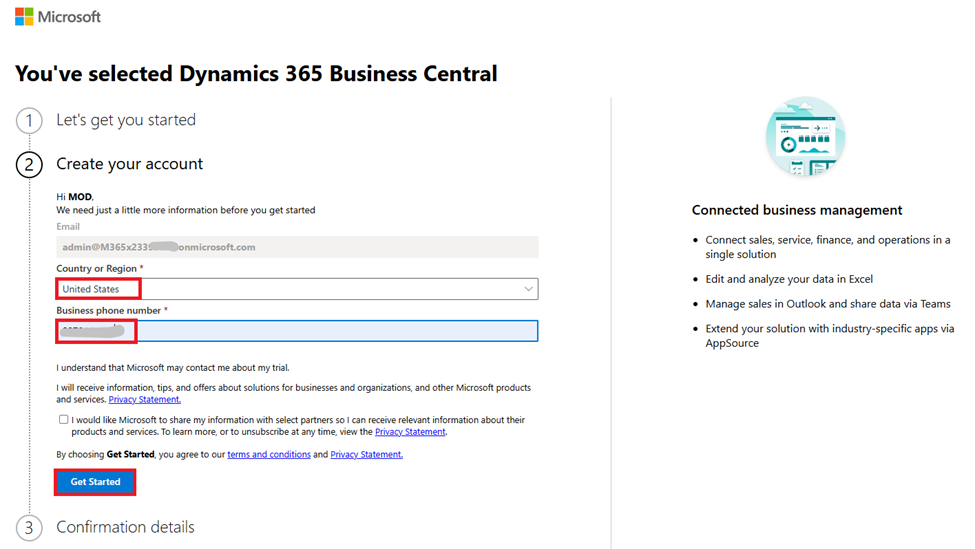 Microsoft
You've selected Dynamics 365 Business Central
1 Let's get you started
2 Create your account
Hi MOD,
We need just a little more information before you get started
Email
admin@M365x233 onmicrosoft.com
Country or Region *
United States
Business phone number *
I understand that Microsoft may contact me about my trial.
I will receive information, tips, and offers about solutions for businesses and organizations, and other Microsoft products
and services. Privacy Statement.
I would like Microsoft to share my information with select partners so I can receive relevant information about their
products and services. To learn more, or to unsubscribe at any time, view the Privacy Statement.
By choosing Get Started, you agree to our terms and conditions and Privacy Statement.
Get Started
3 Confirmation details
Connected business management
• Connect sales, service, finance, and operations in a
single solution
• Edit and analyze your data in Excel
• Manage sales in Outlook and share data via Teams
• Extend your solution with industry-specific apps via
AppSource